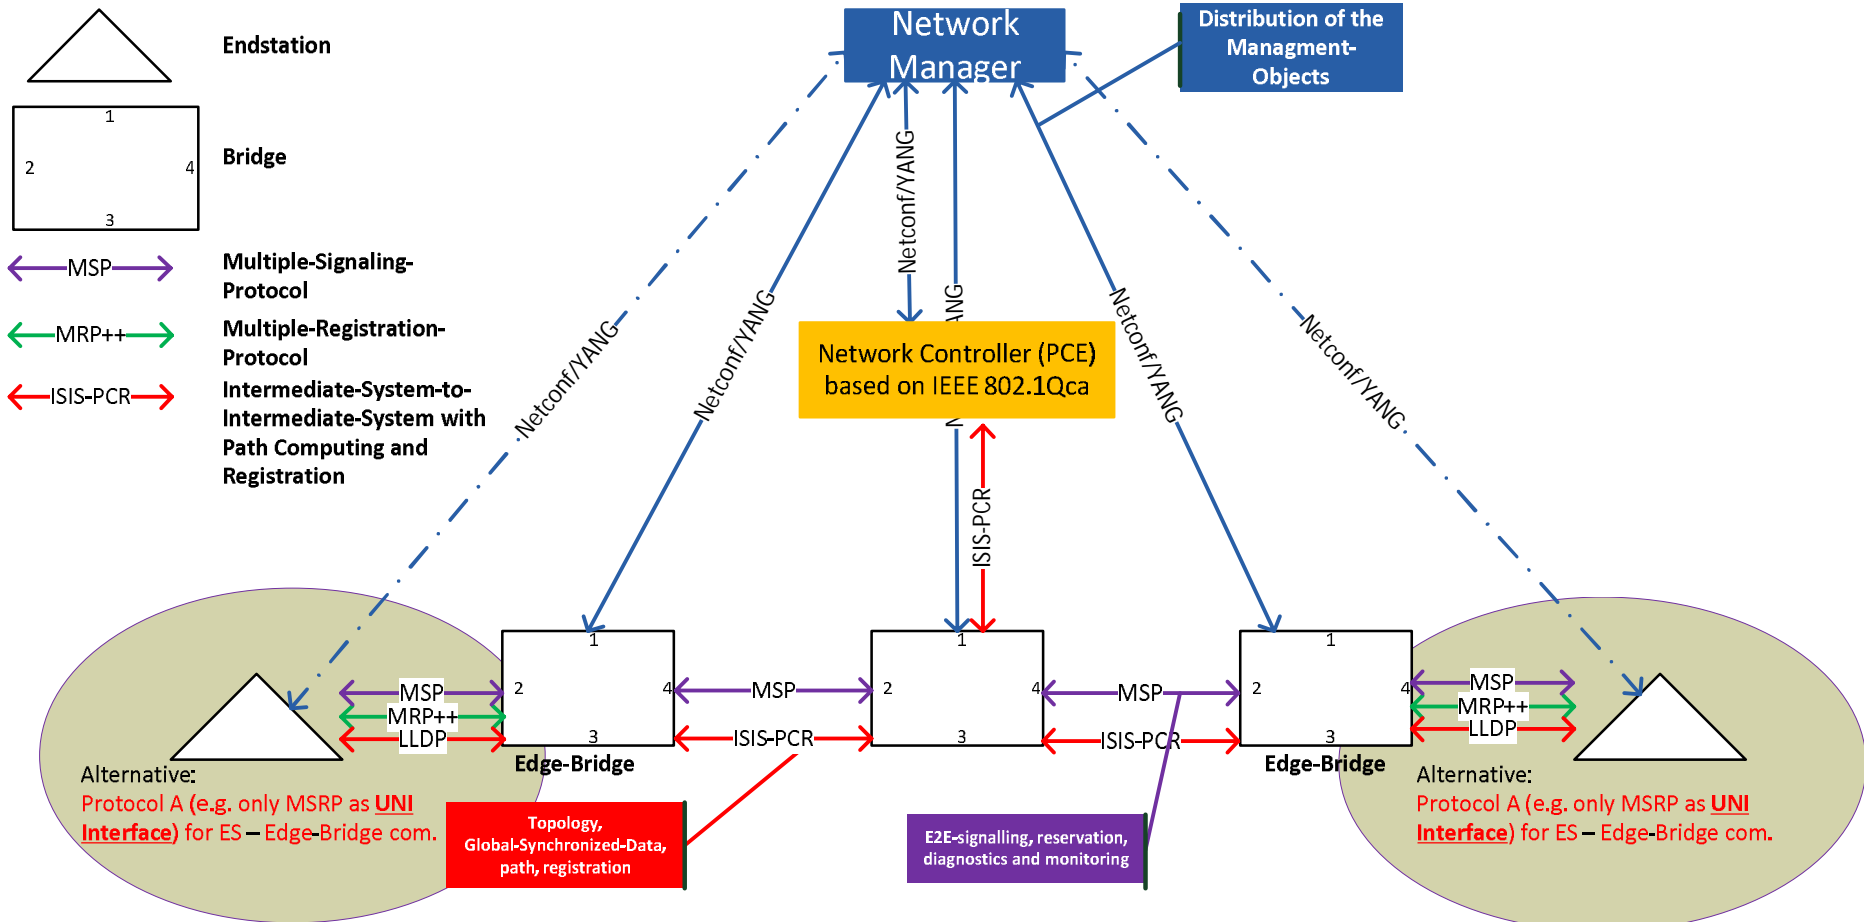 Endstation
1
2
4
3
Bridge
MSP
Multiple-Signaling-
Protocol
MRP++
Multiple-Registration-
Protocol
ISIS-PCR
Intermediate-System-to-
Intermediate-System with
Path Computing and
Registration
Network
Manager
Distribution of the
Managment-
Objects
Netconf/YANG
Netconf/YANG
Netconf/YANG
Netconf/YANG
Netconf/YANG
Network Controller (PCE)
based on IEEE 802.1Qca
ISIS-PCR
MSP
MRP++
LLDP
1
2
4
3
Edge-Bridge
MSP
ISIS-PCR
1
2
4
3
MSP
ISIS-PCR
1
2
4
3
Edge-Bridge
MSP
MRP++
LLDP
Alternative:
Protocol A (e.g. only MSRP as UNI
Interface) for ES – Edge-Bridge com.
Topology,
Global-Synchronized-Data,
path, registration
E2E-signalling, reservation,
diagnostics and monitoring
Alternative:
Protocol A (e.g. only MSRP as UNI
Interface) for ES – Edge-Bridge com.